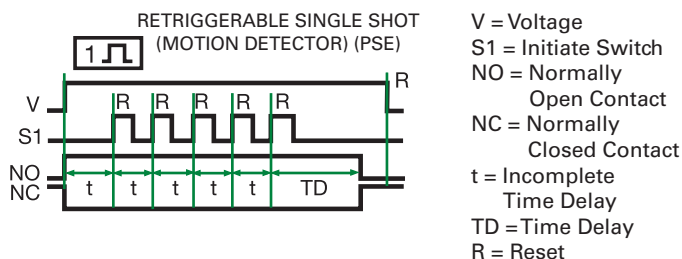 RETRIGGERABLE SINGLE SHOT
(MOTION DETECTOR) (PSE)
1
R
V
R R R R R
S1
NO
NC
t t t t t TD
V = Voltage
S1 = Initiate Switch
NO = Normally
Open Contact
NC = Normally
Closed Contact
t = Incomplete
Time Delay
TD = Time Delay
R = Reset